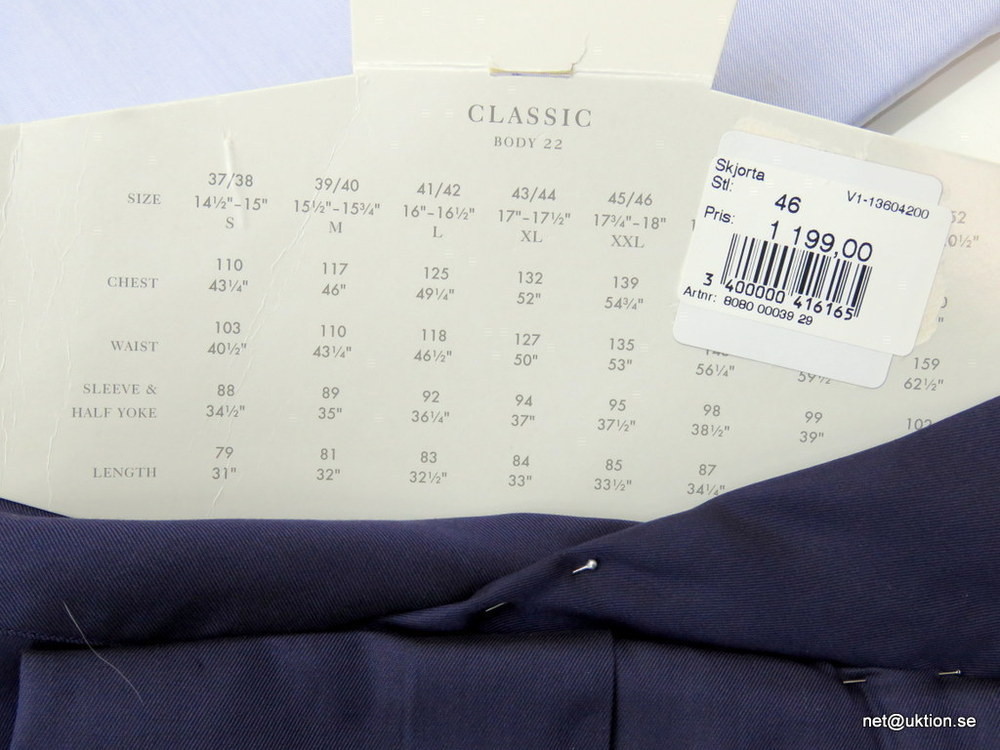 CLASSIC
BODY 22
SIZE 37/38 39/40 41/42 43/44 45/46 52
14½"–15" 15½"–15¾" 16"–16½" 17"–17½" 17¾"–18"
S M L XL XXL
CHEST 110 117 125 132 139
43¼" 46" 49¼" 52" 54¾"
WAIST 103 110 118 127 135 159
40½" 43¼" 46½" 50" 53" 56¼" 59½" 62½"
SLEEVE & HALF YOKE 88 89 92 94 95 98 99 102
34½" 35" 36¼" 37" 37½" 38½" 39"
LENGTH 79 81 83 84 85 87
31" 32" 32½" 33" 33½" 34¼"
Skjorta
Stl: 46 V1-13604200
Pris: 1 199,00
3 400000 416165
Artnr: 8080 00039 29
net@uktion.se